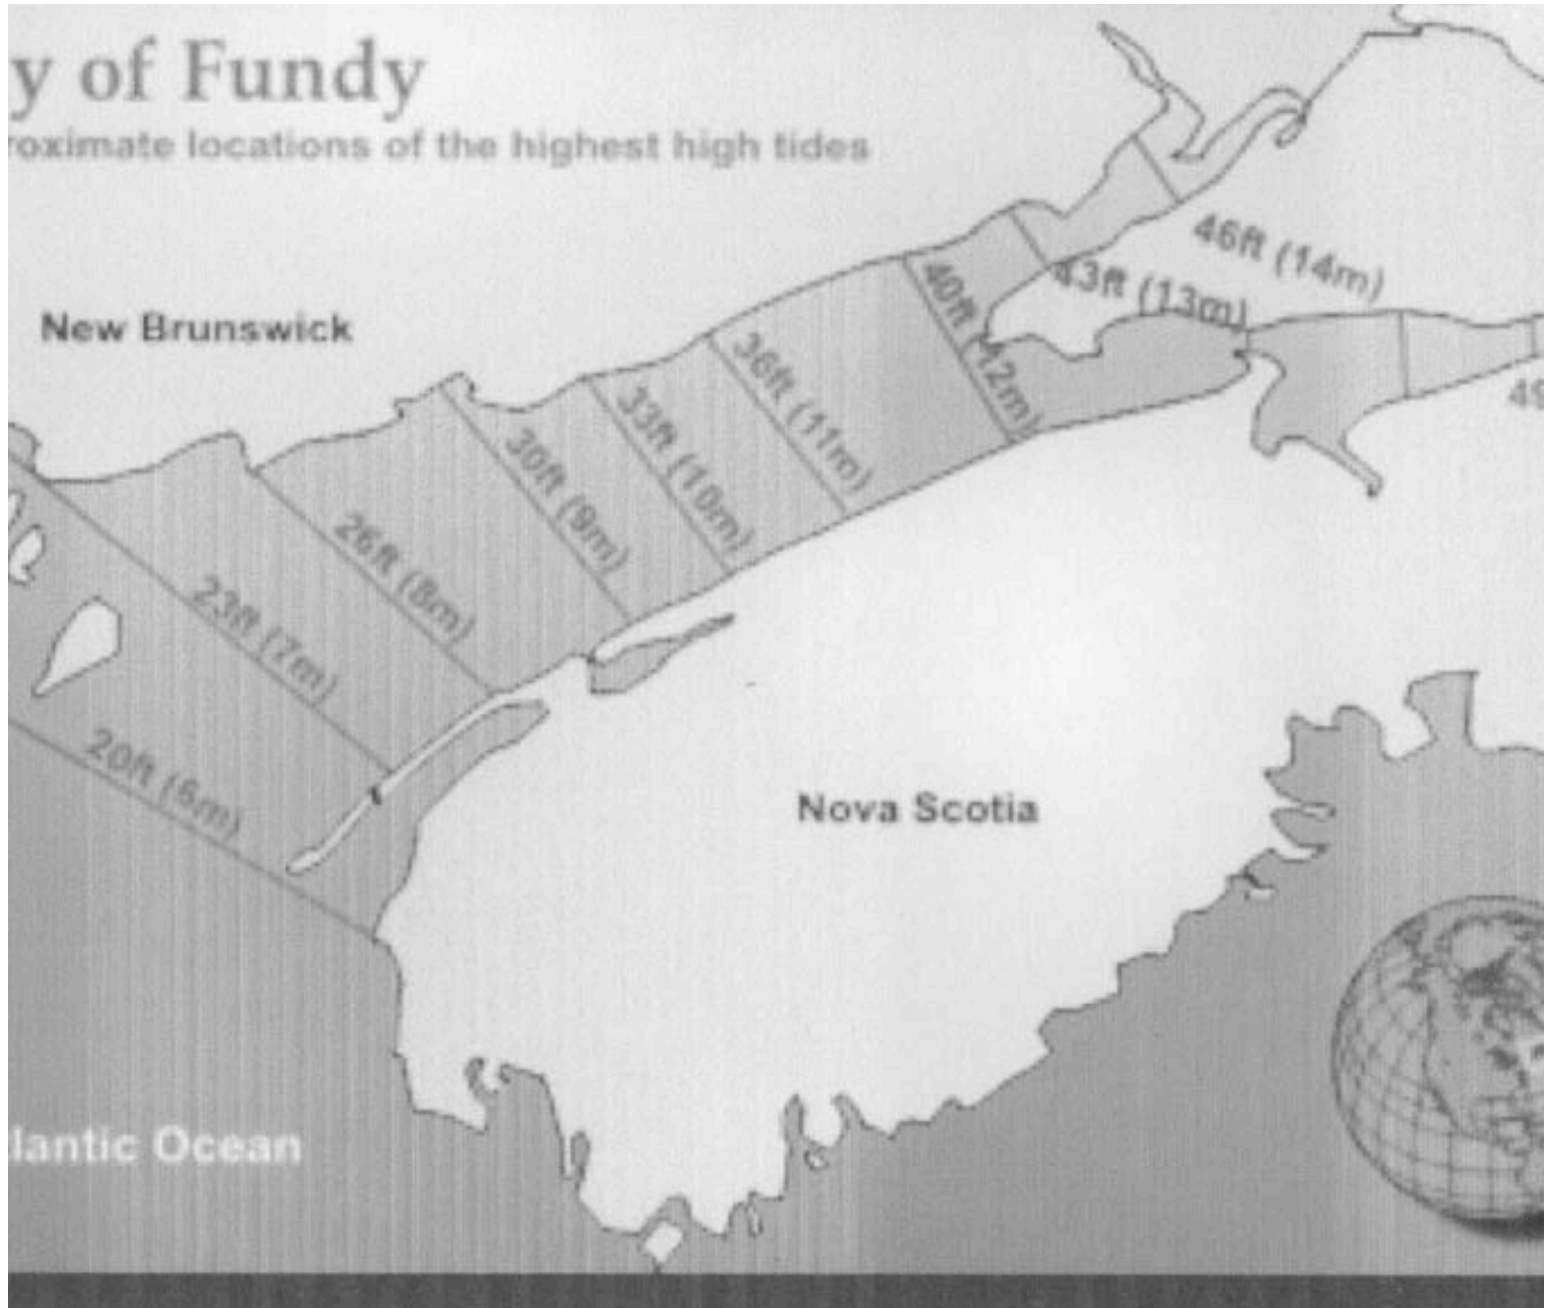 y of Fundy
roximate locations of the highest high tides
46ft (14m)
43ft (13m)
40ft (12m)
New Brunswick
36ft (11m)
33ft (10m)
49
30ft (9m)
26ft (8m)
23ft (7m)
20ft (6m)
Nova Scotia
lantic Ocean